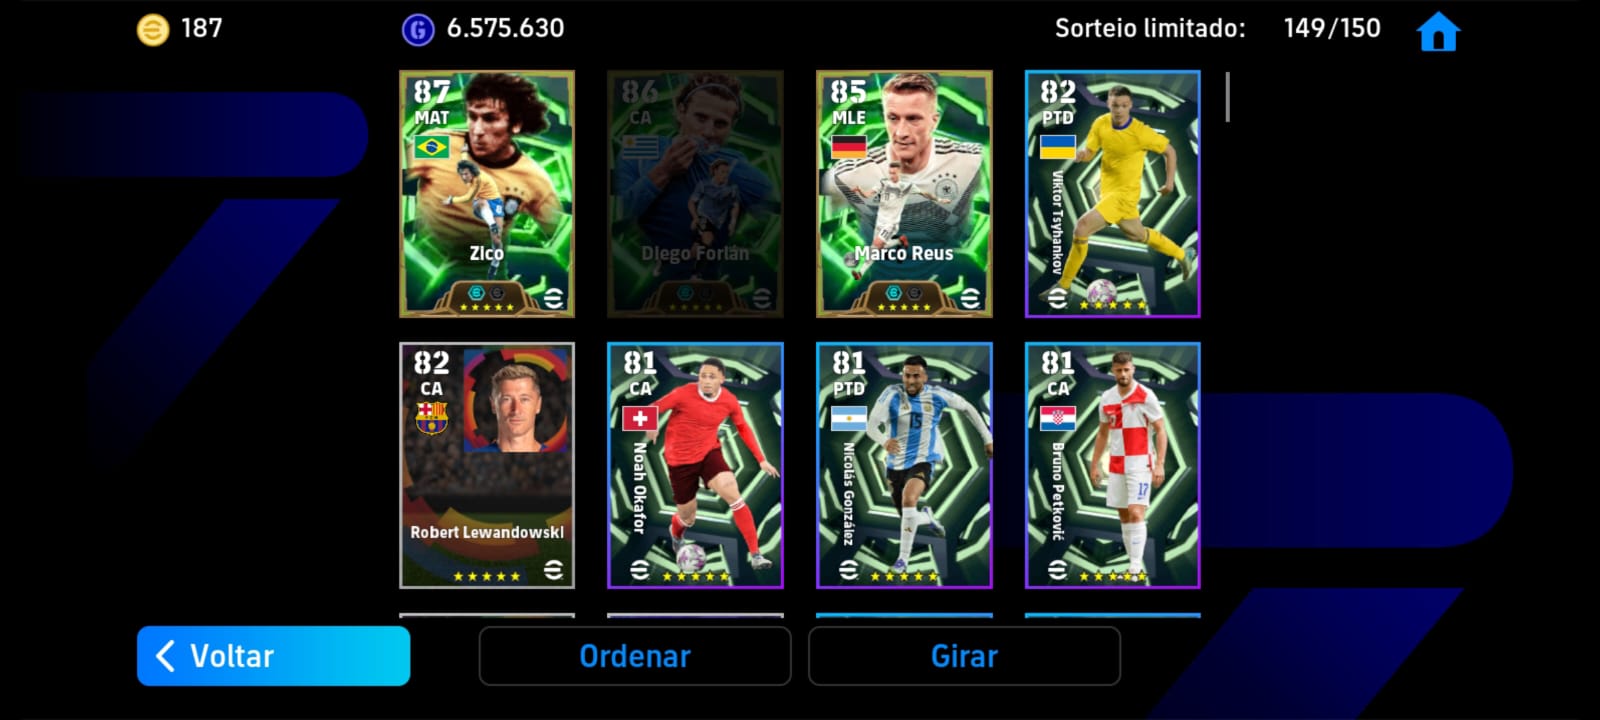 187
6.575.630
Sorteio limitado: 149/150
87
MAT
Zico
86
CA
Diego Forlán
85
MLE
Marco Reus
82
PTD
Viktor Tsyhankov
82
CA
Robert Lewandowski
81
CA
Noah Okafor
81
PTD
Nicolás González
15
81
CA
Bruno Petković
17
Voltar
Ordenar
Girar